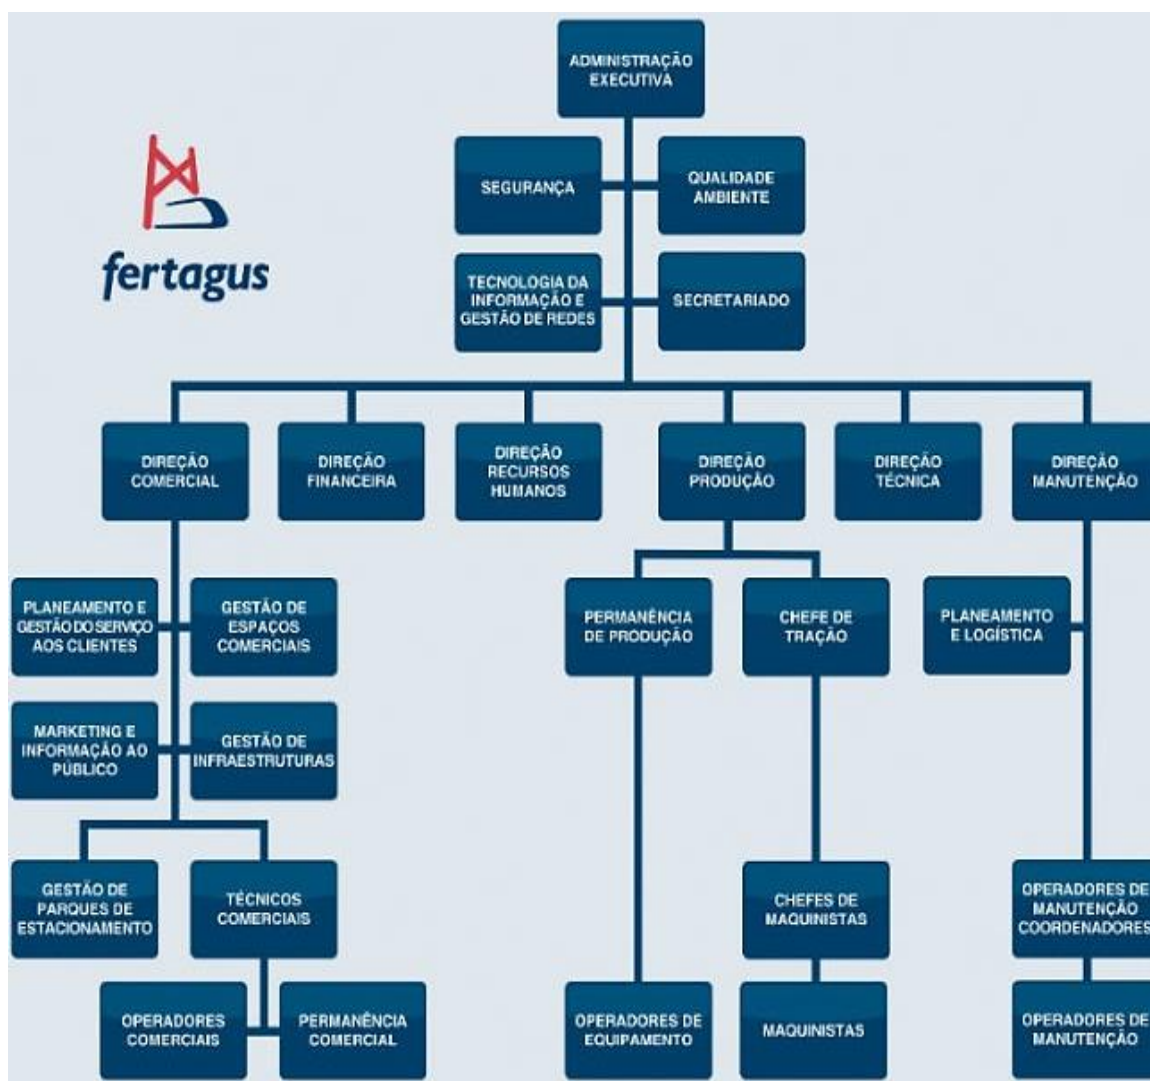 ADMINISTRAÇÃO
EXECUTIVA
SEGURANÇA
QUALIDADE
AMBIENTE
fertagus
TECNOLOGIA DA
INFORMAÇÃO E
GESTÃO DE REDES
SECRETARIADO
DIREÇÃO
COMERCIAL
DIREÇÃO
FINANCEIRA
DIREÇÃO
RECURSOS
HUMANOS
DIREÇÃO
PRODUÇÃO
DIREÇÃO
TÉCNICA
DIREÇÃO
MANUTENÇÃO
PLANEAMENTO E
GESTÃO DO SERVIÇO
AOS CLIENTES
GESTÃO DE
ESPAÇOS
COMERCIAIS
PERMANÊNCIA
DE PRODUÇÃO
CHEFE DE
TRAÇÃO
PLANEAMENTO
E LOGÍSTICA
MARKETING E
INFORMAÇÃO AO
PÚBLICO
GESTÃO DE
INFRAESTRUTURAS
GESTÃO DE
PARQUES DE
ESTACIONAMENTO
TÉCNICOS
COMERCIAIS
CHEFES DE
MAQUINISTAS
OPERADORES DE
MANUTENÇÃO
COORDENADORES
OPERADORES
COMERCIAIS
PERMANÊNCIA
COMERCIAL
OPERADORES DE
EQUIPAMENTO
MAQUINISTAS
OPERADORES DE
MANUTENÇÃO